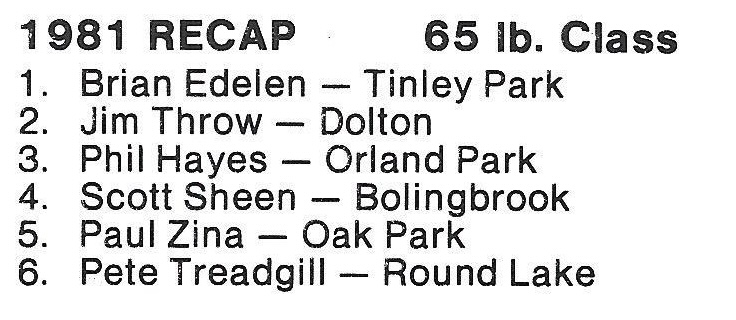 1981 RECAP 65 lb. Class
1. Brian Edelen — Tinley Park
2. Jim Throw — Dolton
3. Phil Hayes — Orland Park
4. Scott Sheen — Bolingbrook
5. Paul Zina — Oak Park
6. Pete Treadgill — Round Lake